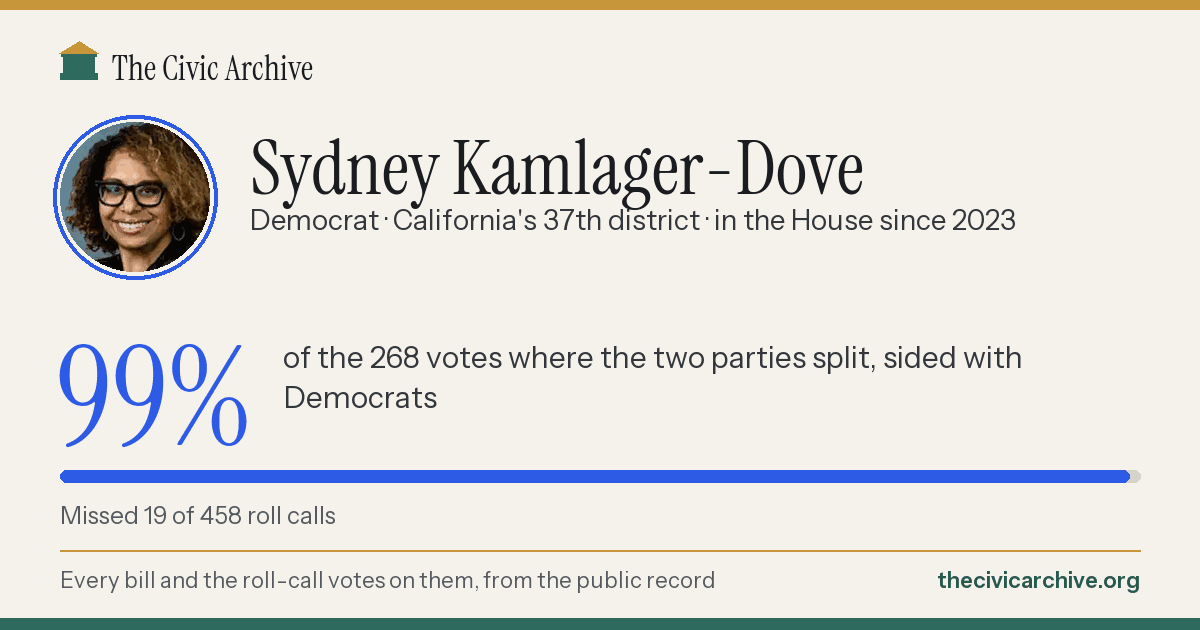 The Civic Archive
Sydney Kamlager-Dove
Democrat · California's 37th district · in the House since 2023
99%
of the 268 votes where the two parties split, sided with
Democrats
Missed 19 of 458 roll calls
Every bill and the roll-call votes on them, from the public record
thecivicarchive.org